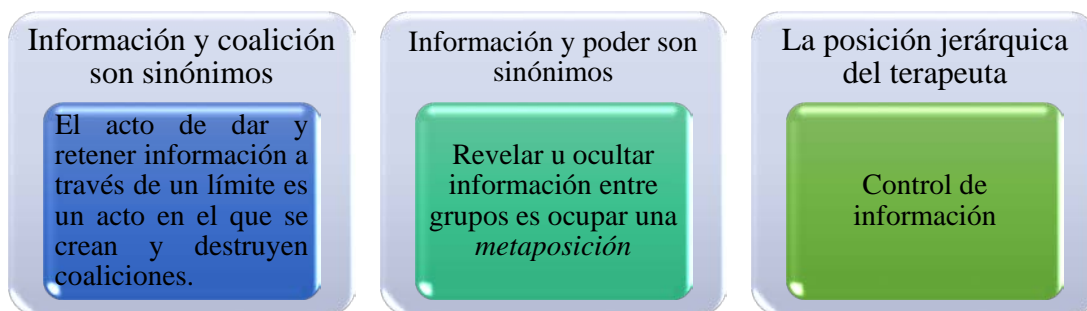 Información y coalición
son sinónimos
El acto de dar y
retener información a
través de un límite es
un acto en el que se
crean y destruyen
coaliciones.
Información y poder son
sinónimos
Revelar u ocultar
información entre
grupos es ocupar una
metaposición
La posición jerárquica
del terapeuta
Control de
información